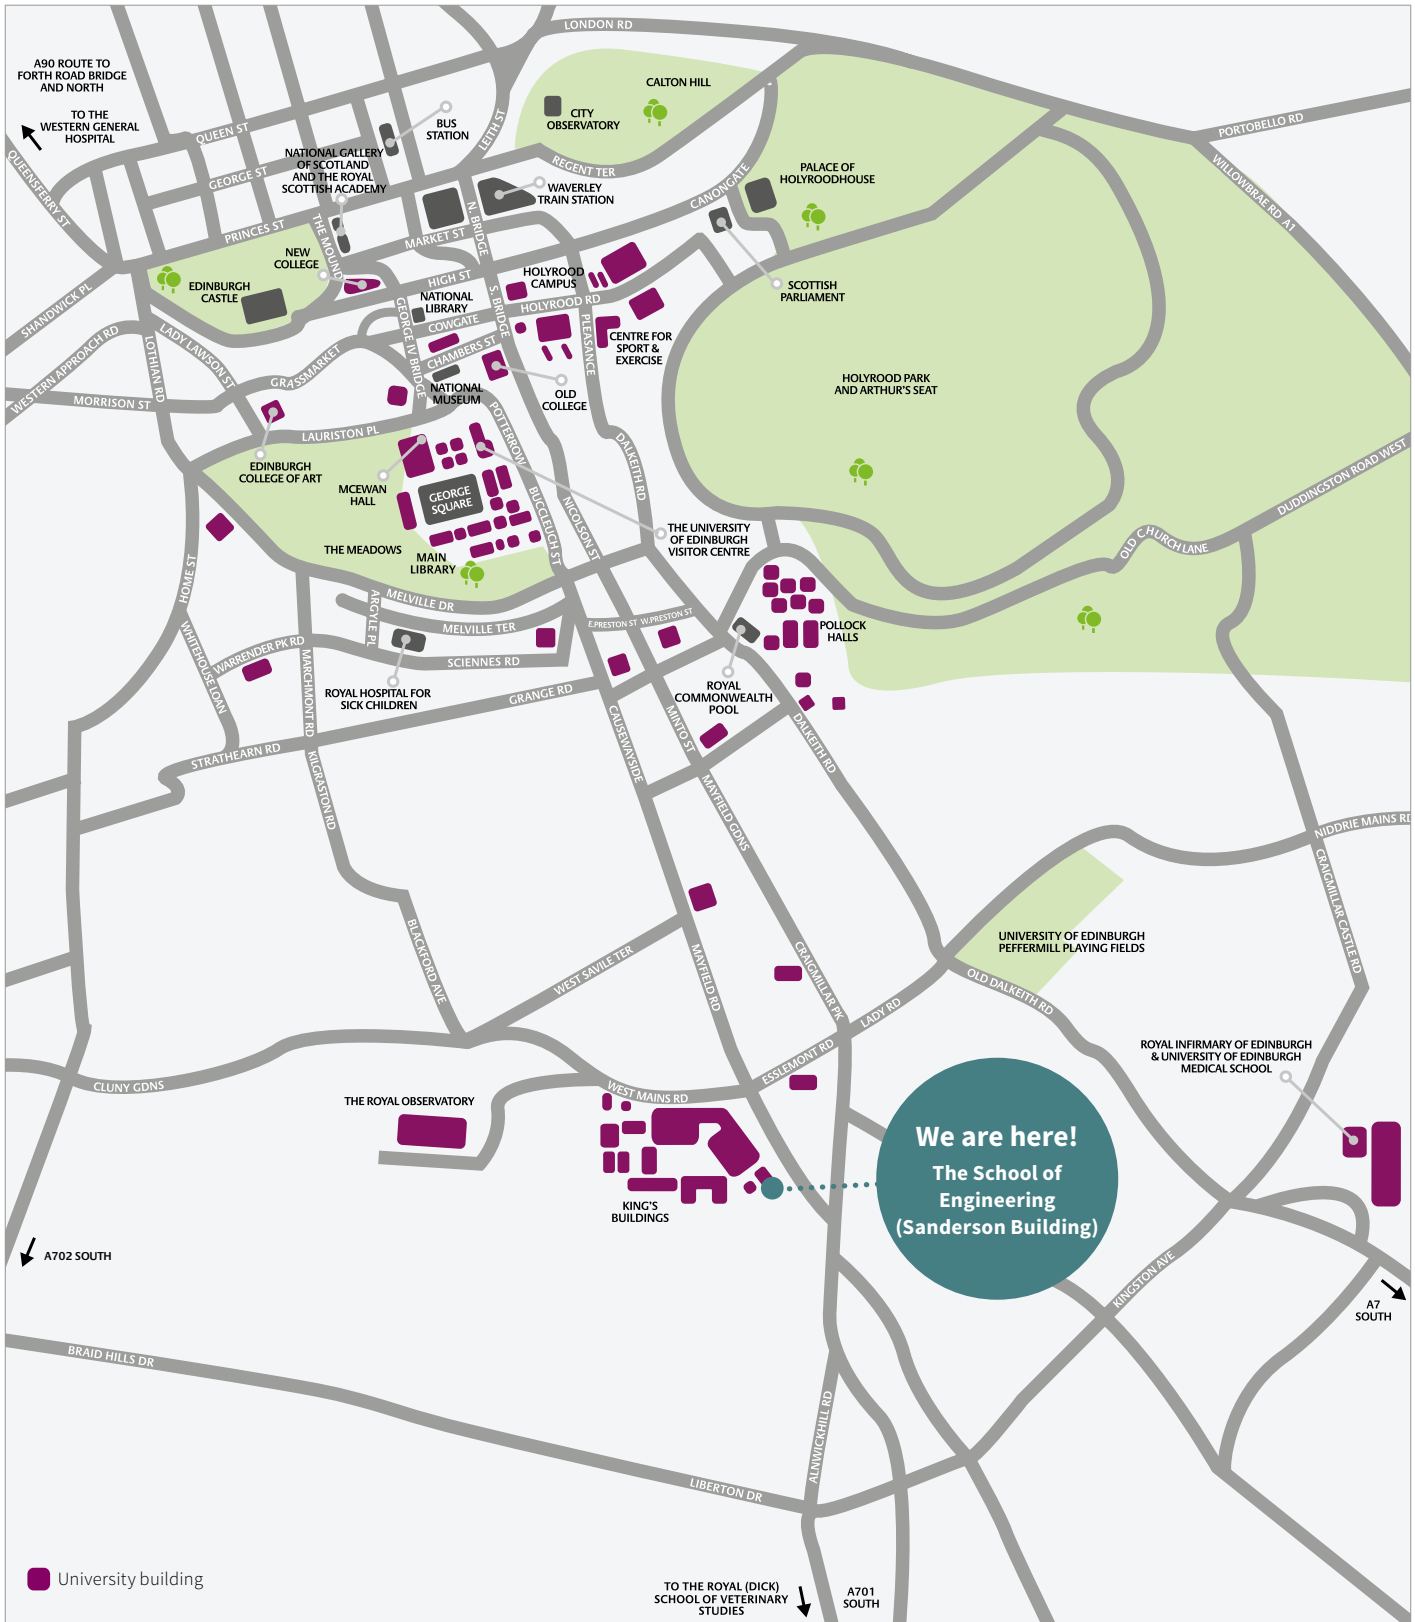 LONDON RD
A90 ROUTE TO
FORTH ROAD BRIDGE
AND NORTH
TO THE
WESTERN GENERAL
HOSPITAL
QUEENSFERRY ST
QUEEN ST
GEORGE ST
PRINCES ST
NATIONAL GALLERY
OF SCOTLAND
AND THE ROYAL
SCOTTISH ACADEMY
BUS
STATION
LEITH ST
CITY
OBSERVATORY
CALTON HILL
REGENT TER
PORTOBELLO RD
WILLOWBRAE RD A1
PALACE OF
HOLYROODHOUSE
CANONGATE
WAVERLEY
TRAIN STATION
N. BRIDGE
MARKET ST
THE MOUND
NEW
COLLEGE
EDINBURGH
CASTLE
HIGH ST
NATIONAL
LIBRARY
HOLYROOD
CAMPUS
HOLYROOD RD
SCOTTISH
PARLIAMENT
SHANDWICK PL
WESTERN APPROACH RD
LOTHIAN RD
LADY LAWSON ST
GRASSMARKET
GEORGE IV BRIDGE
COWGATE
CHAMBERS ST
S. BRIDGE
PLEASANCE
CENTRE FOR
SPORT &
EXERCISE
MORRISON ST
NATIONAL
MUSEUM
OLD
COLLEGE
HOLYROOD PARK
AND ARTHUR'S SEAT
LAURISTON PL
POTTERROW
DALKEITH RD
EDINBURGH
COLLEGE OF ART
MCEWAN
HALL
GEORGE
SQUARE
BUCCLEUCH ST
NICOLSON ST
THE UNIVERSITY
OF EDINBURGH
VISITOR CENTRE
DUDDINGSTON ROAD WEST
OLD CHURCH LANE
THE MEADOWS
MAIN
LIBRARY
HOME ST
MELVILLE DR
ARGYLE PL
MELVILLE TER
E.PRESTON ST W.PRESTON ST
POLLOCK
HALLS
WHITEHOUSE LOAN
WARRENDER PK RD
MARCHMONT RD
SCIENNES RD
ROYAL HOSPITAL FOR
SICK CHILDREN
GRANGE RD
ROYAL
COMMONWEALTH
POOL
STRATHEARN RD
KILGRASTON RD
CAUSEWAYSIDE
MINTO ST
DALKEITH RD
MAYFIELD GDNS
NIDDRIE MAINS RD
CRAIGMILLAR CASTLE RD
BLACKFORD AVE
WEST SAVILE TER
MAYFIELD RD
CRAIGMILLAR PK
UNIVERSITY OF EDINBURGH
PEFFERMILL PLAYING FIELDS
LADY RD
OLD DALKEITH RD
ESSLEMONT RD
ROYAL INFIRMARY OF EDINBURGH
& UNIVERSITY OF EDINBURGH
MEDICAL SCHOOL
CLUNY GDNS
WEST MAINS RD
THE ROYAL OBSERVATORY
We are here!
The School of
Engineering
(Sanderson Building)
KING'S
BUILDINGS
A702 SOUTH
KINGSTON AVE
A7
SOUTH
BRAID HILLS DR
ALNWICKHILL RD
LIBERTON DR
University building
TO THE ROYAL (DICK)
SCHOOL OF VETERINARY
STUDIES
A701
SOUTH